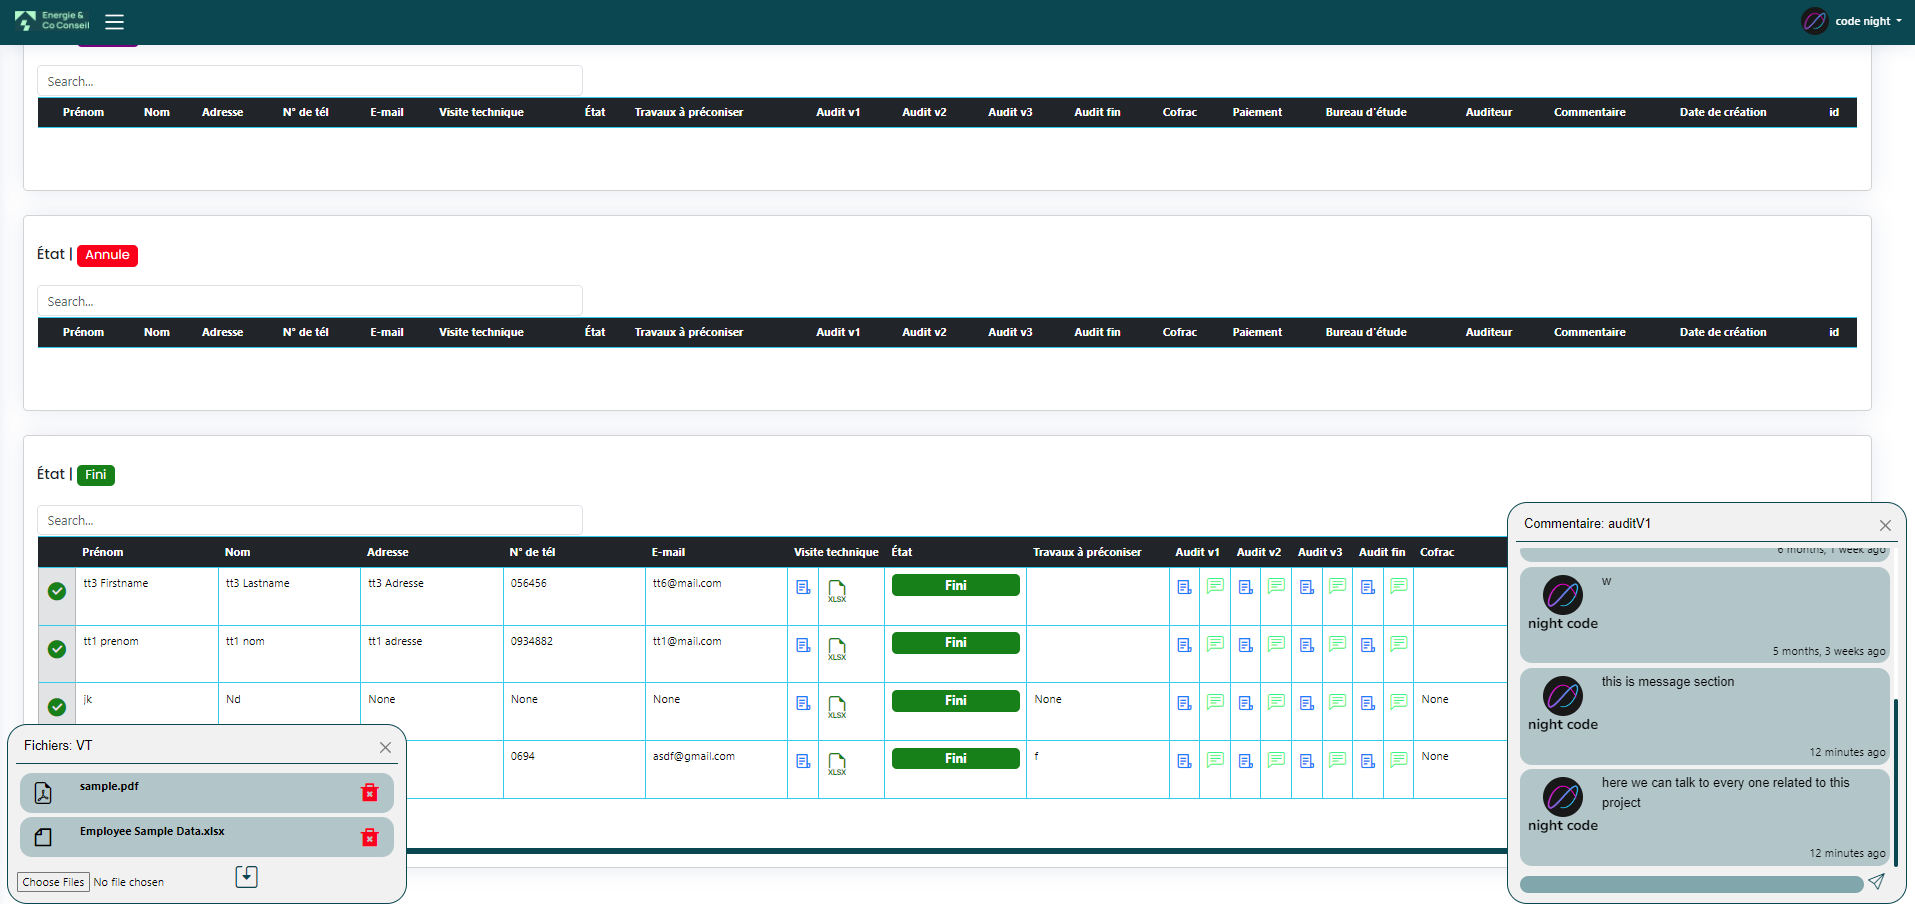 Energie &
Co Conseil
code night
Search...
Prénom Nom Adresse N° de tél E-mail Visite technique État Travaux à préconiser Audit v1 Audit v2 Audit v3 Audit fin Cofrac Paiement Bureau d'étude Auditeur Commentaire Date de création id
État | Annule
Search...
Prénom Nom Adresse N° de tél E-mail Visite technique État Travaux à préconiser Audit v1 Audit v2 Audit v3 Audit fin Cofrac Paiement Bureau d'étude Auditeur Commentaire Date de création id
État | Fini
Search...
Prénom Nom Adresse N° de tél E-mail Visite technique État Travaux à préconiser Audit v1 Audit v2 Audit v3 Audit fin Cofrac
tt3 Firstname tt3 Lastname tt3 Adresse 056456 tt6@mail.com XLSX Fini
tt1 prenom tt1 nom tt1 adresse 0934882 tt1@mail.com XLSX Fini
jk Nd None None None XLSX Fini None None
0694 asdf@gmail.com XLSX Fini f None
Fichiers: VT
sample.pdf
Employee Sample Data.xlsx
Choose Files No file chosen
Commentaire: auditV1
6 months, 1 week ago
w
night code
5 months, 3 weeks ago
this is message section
night code
12 minutes ago
here we can talk to every one related to this
project
night code
12 minutes ago